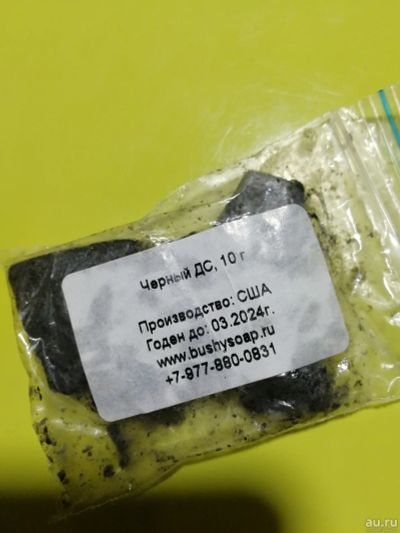 Черный ДС, 10 г
Производство: США
Годен до: 03.2024г.
www.bushysoap.ru
+7-977-880-0831
au.ru